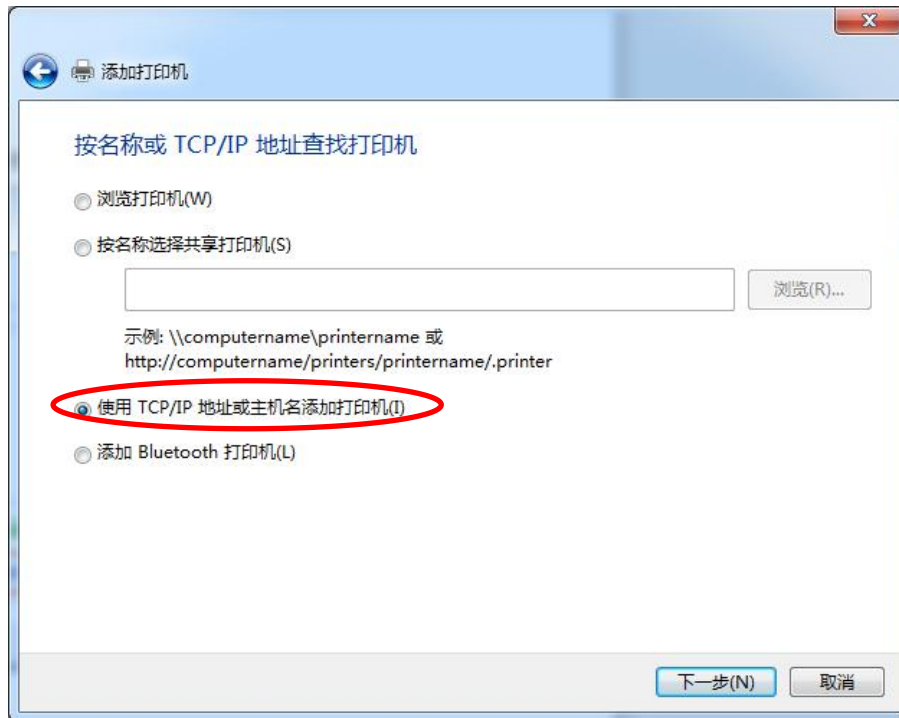 添加打印机
按名称或 TCP/IP 地址查找打印机
浏览打印机(W)
按名称选择共享打印机(S)
浏览(R)...
示例: \\computername\printername 或
http://computername/printers/printername/.printer
使用 TCP/IP 地址或主机名添加打印机(I)
添加 Bluetooth 打印机(L)
下一步(N)
取消